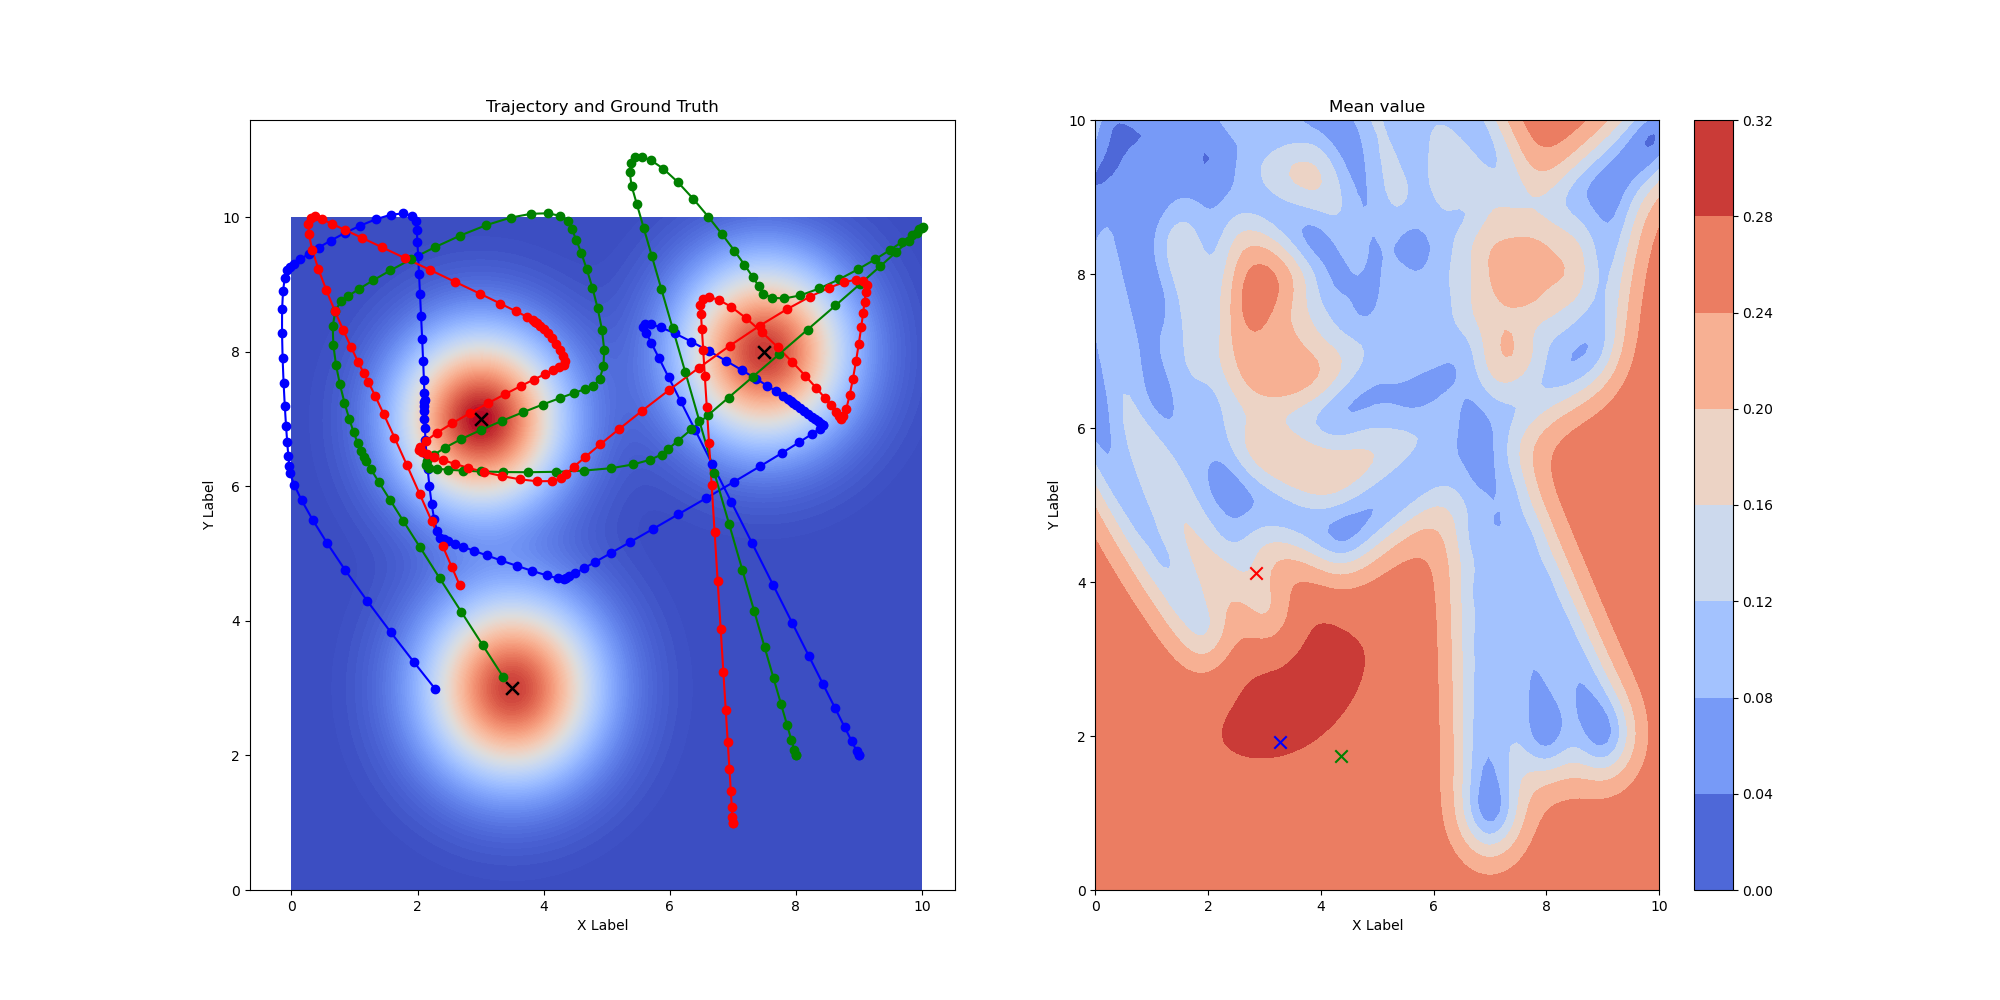 Trajectory and Ground Truth
Y Label
10
8
6
4
2
0
0 2 4 6 8 10
X Label
Mean value
Y Label
10
8
6
4
2
0
0 2 4 6 8 10
X Label
0.32
0.28
0.24
0.20
0.16
0.12
0.08
0.04
0.00